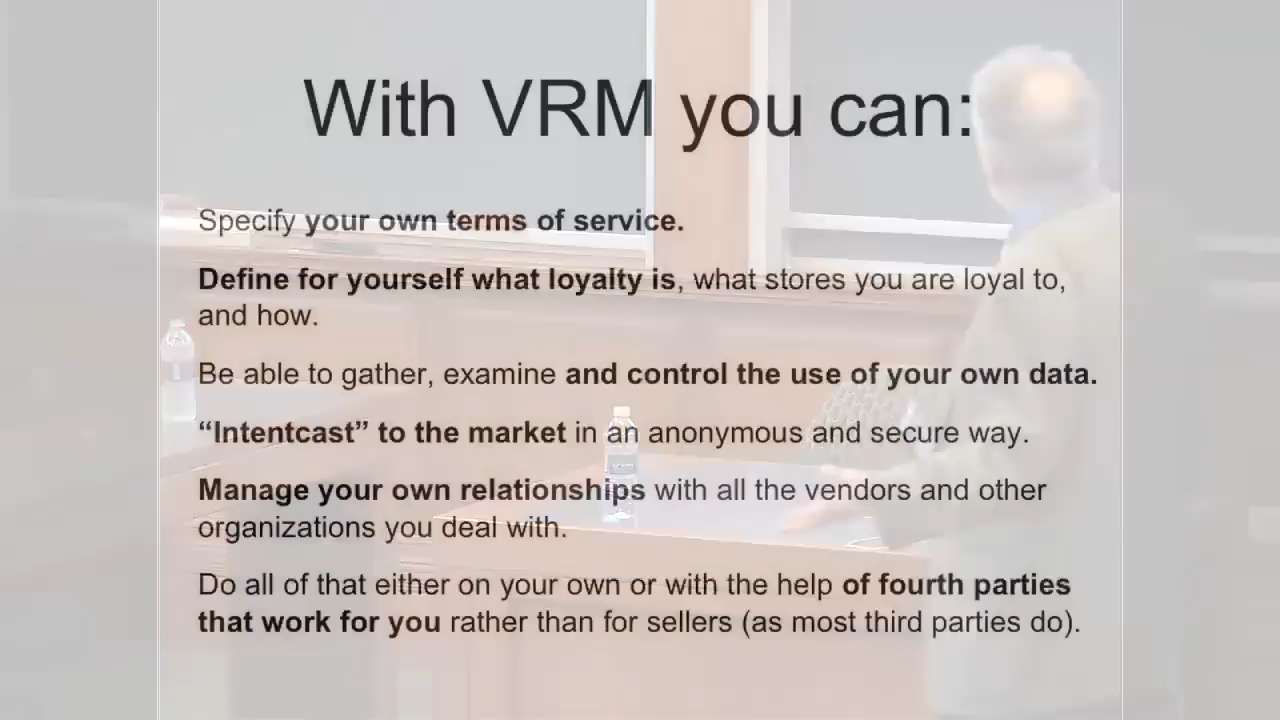 With VRM you can:
Specify your own terms of service.
Define for yourself what loyalty is, what stores you are loyal to,
and how.
Be able to gather, examine and control the use of your own data.
“Intentcast” to the market in an anonymous and secure way.
Manage your own relationships with all the vendors and other
organizations you deal with.
Do all of that either on your own or with the help of fourth parties
that work for you rather than for sellers (as most third parties do).